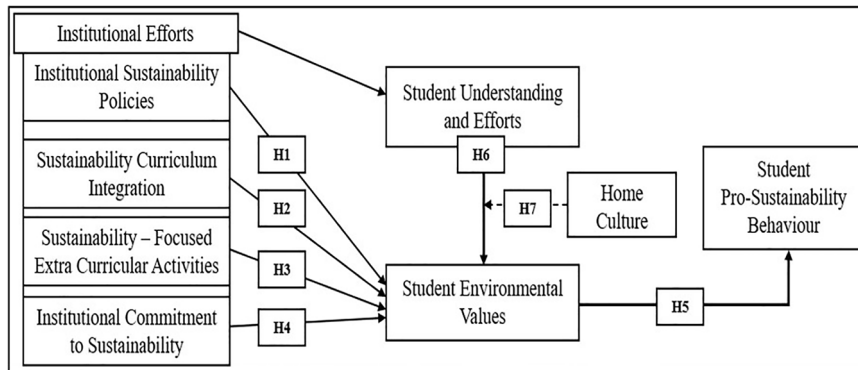 Institutional Efforts
Institutional Sustainability
Policies
Sustainability Curriculum
Integration
Sustainability – Focused
Extra Curricular Activities
Institutional Commitment
to Sustainability
H1
H2
H3
H4
Student Understanding
and Efforts
H6
H7
Home
Culture
Student Environmental
Values
H5
Student
Pro-Sustainability
Behaviour